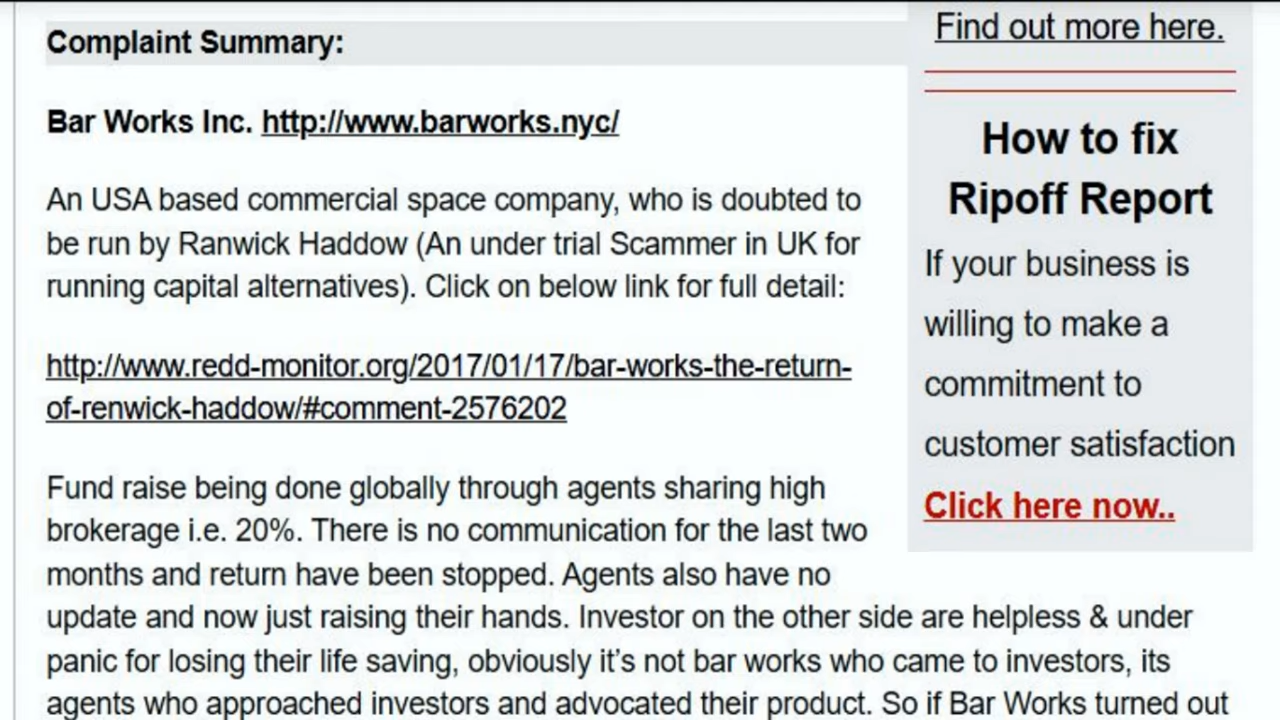 Complaint Summary:
Bar Works Inc. http://www.barworks.nyc/
An USA based commercial space company, who is doubted to
be run by Ranwick Haddow (An under trial Scammer in UK for
running capital alternatives). Click on below link for full detail:
http://www.redd-monitor.org/2017/01/17/bar-works-the-return-
of-renwick-haddow/#comment-2576202
Fund raise being done globally through agents sharing high
brokerage i.e. 20%. There is no communication for the last two
months and return have been stopped. Agents also have no
update and now just raising their hands. Investor on the other side are helpless & under
panic for losing their life saving, obviously it’s not bar works who came to investors, its
agents who approached investors and advocated their product. So if Bar Works turned out
Find out more here.
How to fix
Ripoff Report
If your business is
willing to make a
commitment to
customer satisfaction
Click here now..